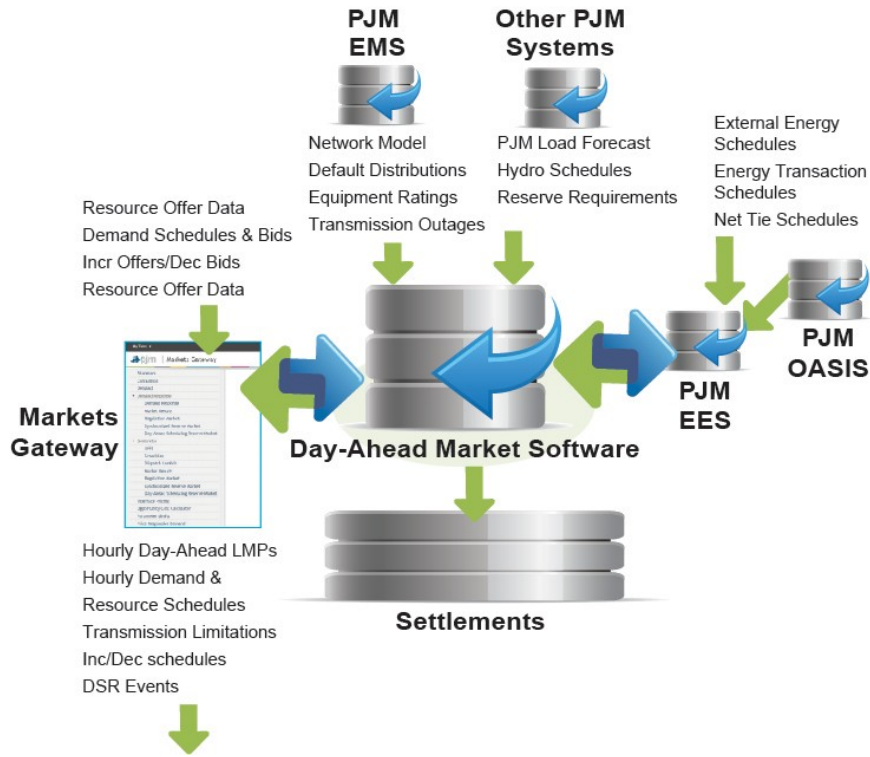 PJM
EMS
Other PJM
Systems
Network Model
Default Distributions
Equipment Ratings
Transmission Outages
PJM Load Forecast
Hydro Schedules
Reserve Requirements
External Energy
Schedules
Energy Transaction
Schedules
Net Tie Schedules
Resource Offer Data
Demand Schedules & Bids
Incr Offers/Dec Bids
Resource Offer Data
pjm | Markets Gateway
Markets
Gateway
Day-Ahead Market Software
PJM
EES
PJM
OASIS
Settlements
Hourly Day-Ahead LMPs
Hourly Demand &
Resource Schedules
Transmission Limitations
Inc/Dec schedules
DSR Events